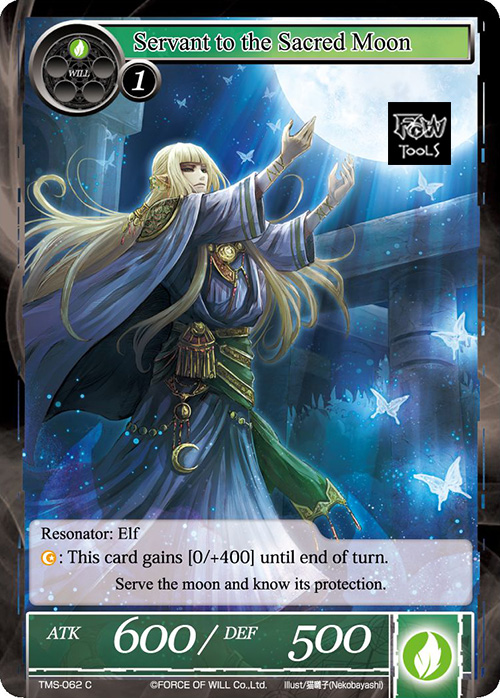 Servant to the Sacred Moon
WILL
1
FOW
TOOLS
Resonator: Elf
: This card gains [0/+400] until end of turn.
Serve the moon and know its protection.
ATK 600 / DEF 500
TMS-062 C ©FORCE OF WILL Co.,Ltd. Illust/猫囃子(Nekobayashi)